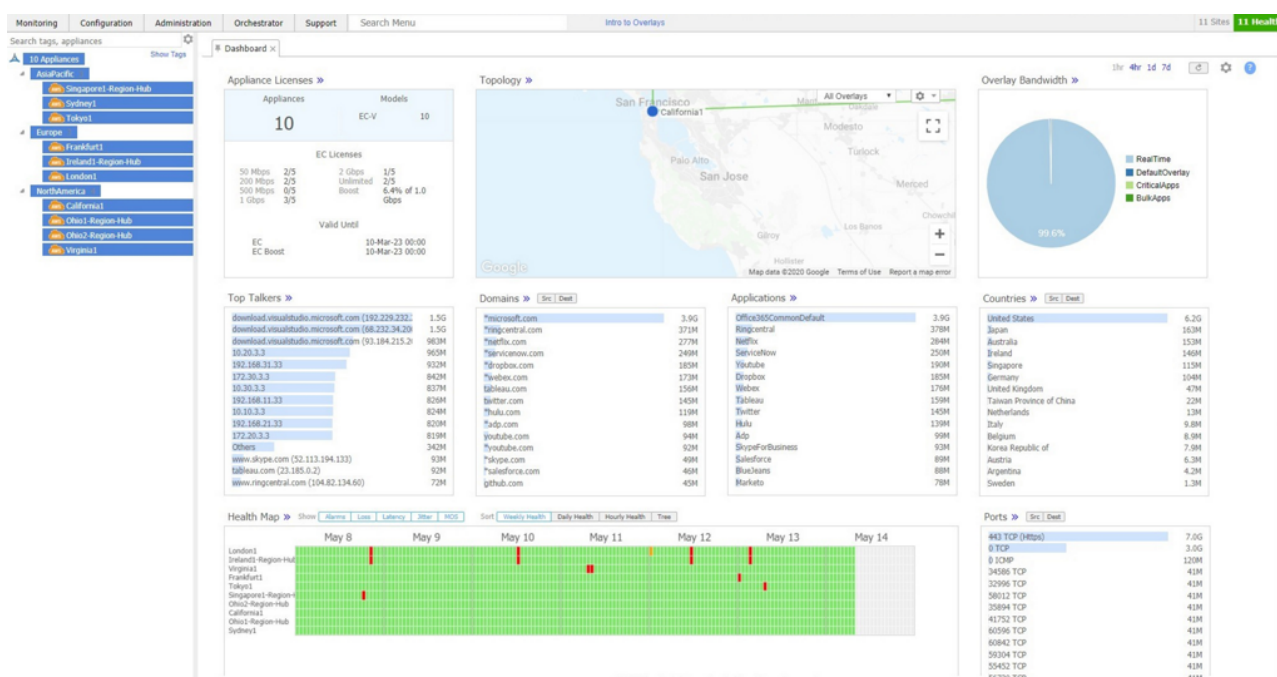 Monitoring Configuration Administration Orchestrator Support Search Menu Intro to Overlays 11 Sites 11 Health
Search tags, appliances
Show Tags
10 Appliances
AsiaPacific
Singapore1-Region-Hub
Sydney1
Tokyo1
Europe
Frankfurt1
Ireland1-Region-Hub
London1
NorthAmerica
California1
Ohio1-Region-Hub
Ohio2-Region-Hub
Virginia1
Dashboard
1hr 4hr 1d 7d
Appliance Licenses »
Appliances Models
10 EC-V 10
EC Licenses
50 Mbps 2/5 2 Gbps 1/5
200 Mbps 2/5 Unlimited 2/5
500 Mbps 0/5 Boost 6.4% of 1.0
1 Gbps 3/5 Gbps
Valid Until
EC 10-Mar-23 00:00
EC Boost 10-Mar-23 00:00
Topology »
All Overlays
San Francisco
California1
Modesto
Turlock
Palo Alto
San Jose
Merced
Chowchil
Los Banos
Gilroy
Hollister
Google
Map data ©2020 Google Terms of Use Report a map error
Overlay Bandwidth »
99.6%
RealTime
DefaultOverlay
CriticalApps
BulkApps
Top Talkers »
download.visualstudio.microsoft.com (192.229.232. 1.5G
download.visualstudio.microsoft.com (68.232.34.20 1.5G
download.visualstudio.microsoft.com (93.184.215.2 983M
10.20.3.3 965M
192.168.31.33 932M
172.30.3.3 842M
10.30.3.3 837M
192.168.11.33 826M
10.10.3.3 824M
192.168.21.33 820M
172.20.3.3 819M
Others 342M
www.skype.com (52.113.194.133) 93M
tableau.com (23.185.0.2) 92M
www.ringcentral.com (104.82.134.60) 72M
Domains » Src Dest
*microsoft.com 3.9G
*ringcentral.com 371M
*netflix.com 277M
*servicenow.com 249M
*dropbox.com 185M
*webex.com 173M
tableau.com 156M
twitter.com 145M
*hulu.com 119M
*adp.com 98M
youtube.com 94M
*youtube.com 92M
*skype.com 49M
*salesforce.com 46M
github.com 45M
Applications »
Office365CommonDefault 3.9G
Ringcentral 378M
Netflix 284M
ServiceNow 250M
Youtube 190M
Dropbox 185M
Webex 176M
Tableau 159M
Twitter 145M
Hulu 139M
Adp 99M
SkypeForBusiness 93M
Salesforce 89M
BlueJeans 88M
Marketo 78M
Countries » Src Dest
United States 6.2G
Japan 163M
Australia 153M
Ireland 146M
Singapore 115M
Germany 104M
United Kingdom 47M
Taiwan Province of China 22M
Netherlands 13M
Italy 9.8M
Belgium 8.9M
Korea Republic of 7.9M
Austria 6.3M
Argentina 4.2M
Sweden 1.3M
Health Map » Show Alarms Loss Latency Jitter MOS Sort Weekly Health Daily Health Hourly Health Tree
May 8 May 9 May 10 May 11 May 12 May 13 May 14
London1
Ireland1-Region-Hub
Virginia1
Frankfurt1
Tokyo1
Singapore1-Region-H
Ohio2-Region-Hub
California1
Ohio1-Region-Hub
Sydney1
Ports » Src Dest
443 TCP (Https) 7.0G
0 TCP 3.0G
0 ICMP 120M
34586 TCP 41M
32996 TCP 41M
58012 TCP 41M
35894 TCP 41M
41752 TCP 41M
60596 TCP 41M
60842 TCP 41M
59304 TCP 41M
55452 TCP 41M